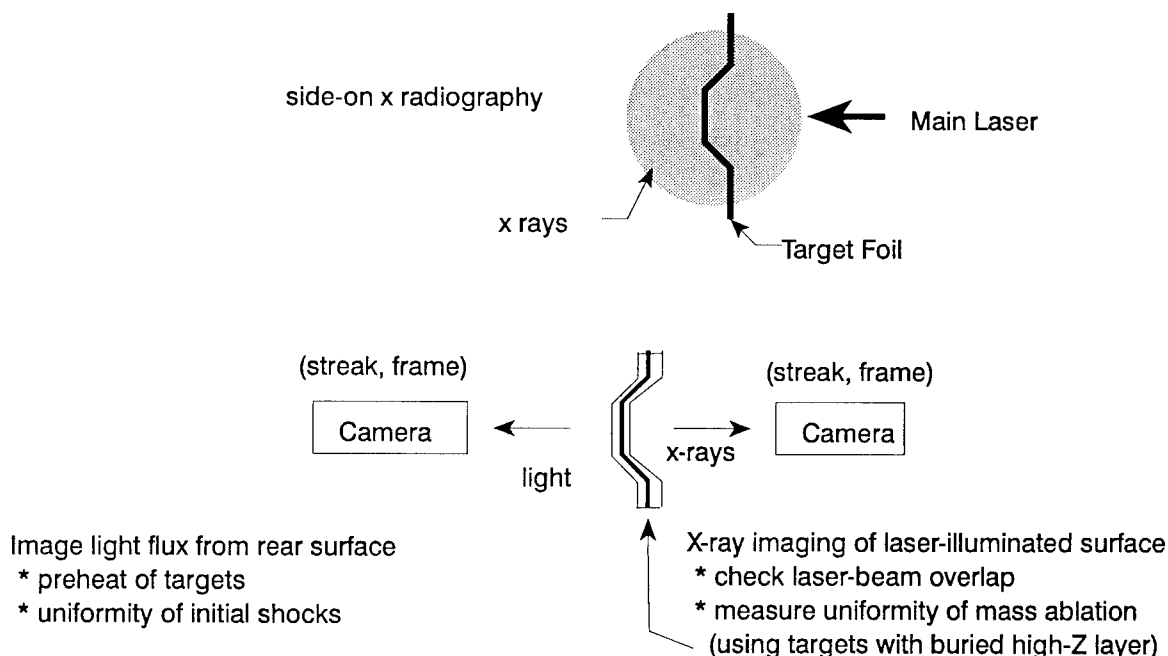 side-on x radiography
Main Laser
x rays
Target Foil
(streak, frame)
(streak, frame)
Camera
Camera
x-rays
light
Image light flux from rear surface
* preheat of targets
* uniformity of initial shocks
X-ray imaging of laser-illuminated surface
* check laser-beam overlap
* measure uniformity of mass ablation
(using targets with buried high-Z layer)